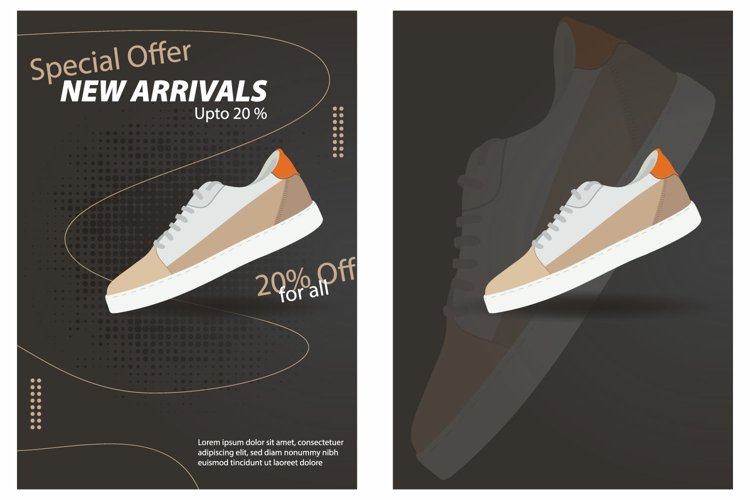 Special Offer
NEW ARRIVALS
Upto 20 %
20% Off
for all
Lorem ipsum dolor sit amet, consectetuer
adipiscing elit, sed diam nonummy nibh
euismod tincidunt ut laoreet dolore